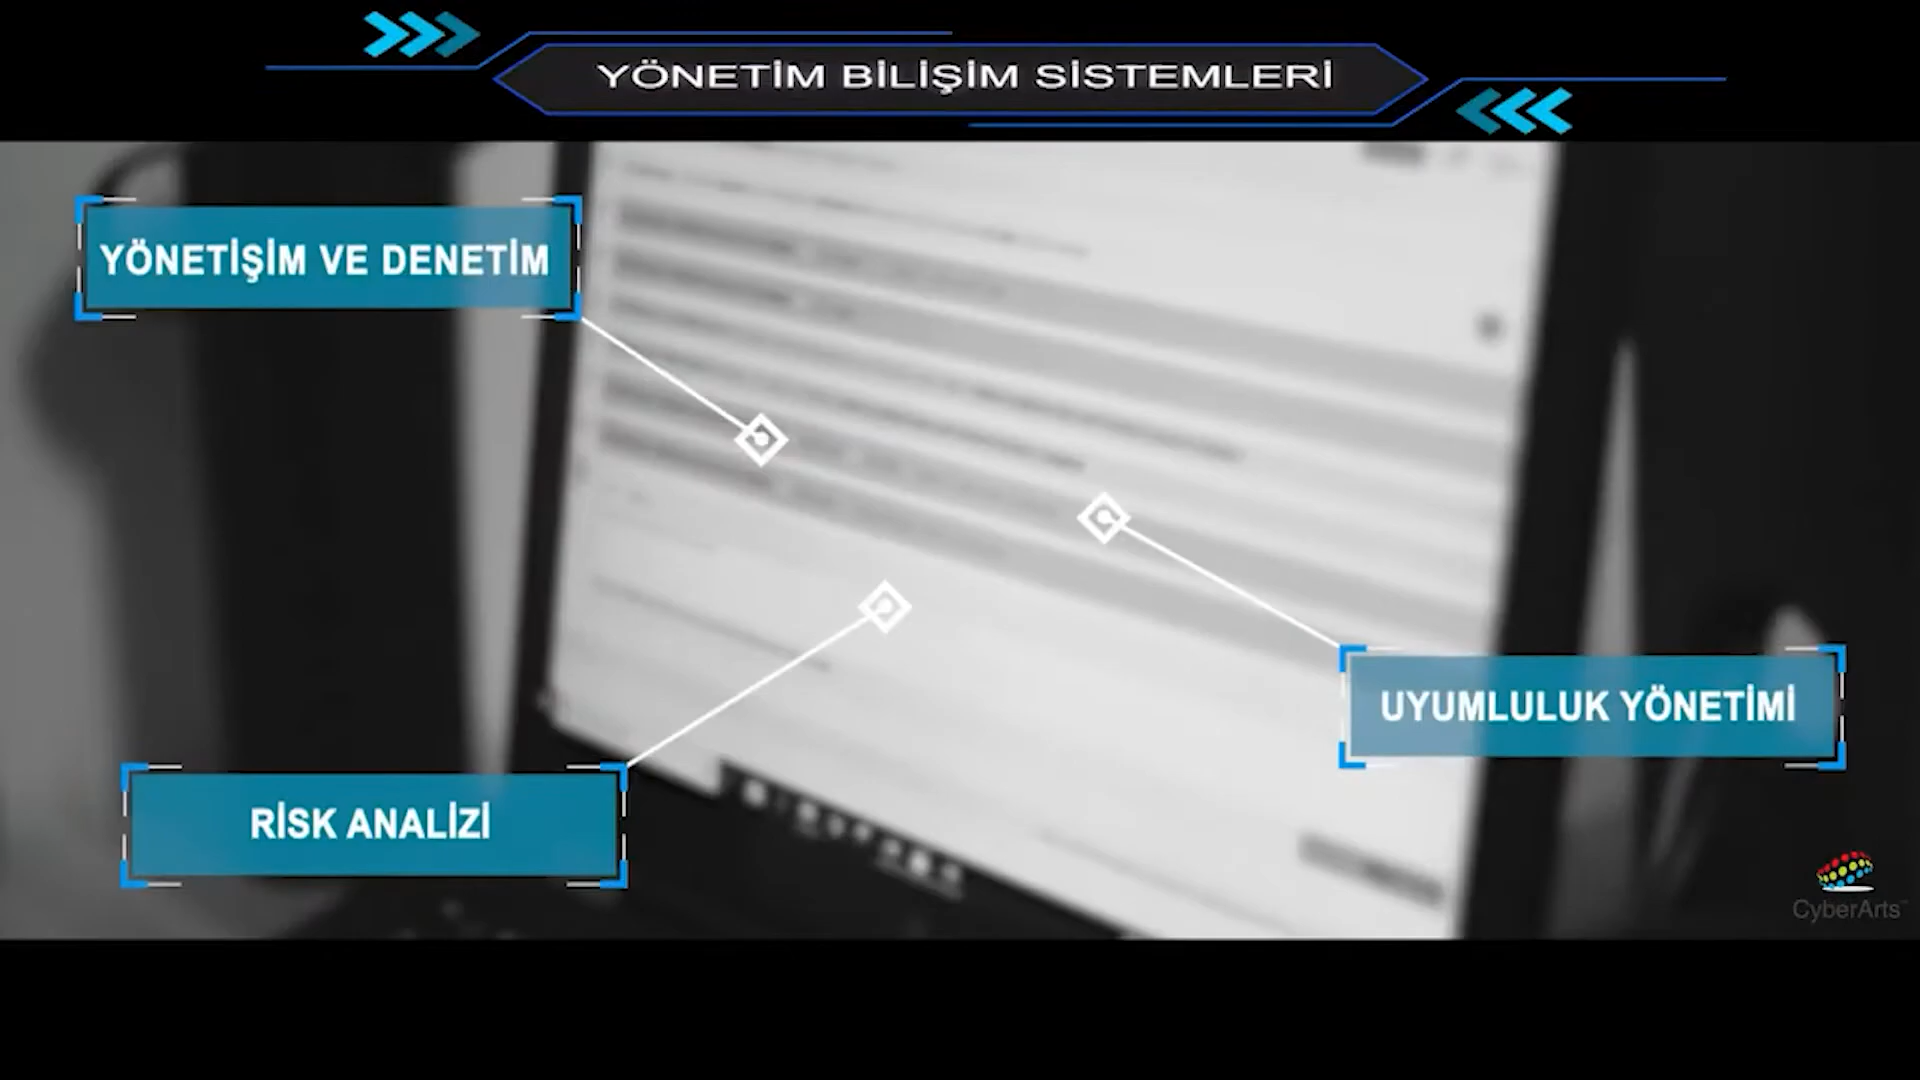 YÖNETİM BİLİŞİM SİSTEMLERİ
YÖNETİŞİM VE DENETİM
UYUMLULUK YÖNETİMİ
RİSK ANALİZİ
CyberArts